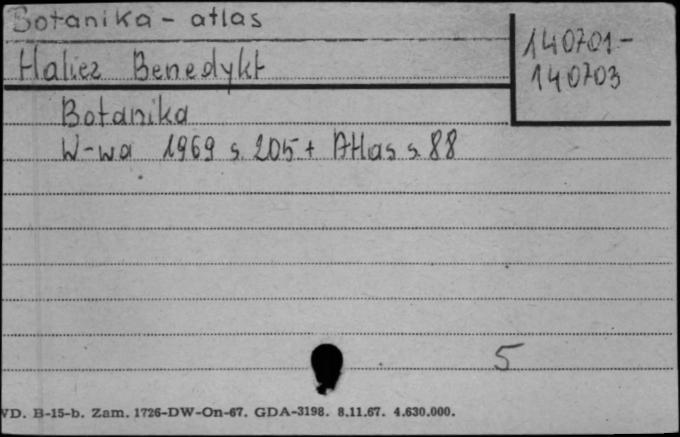 Botanika - atlas
140701-
140703
Halicz Benedykt
Botanika
W-wa 1969 s. 205 + Atlas s. 88
5
VD. B-15-b. Zam. 1726-DW-On-67. GDA-3198. 8.11.67. 4.630.000.